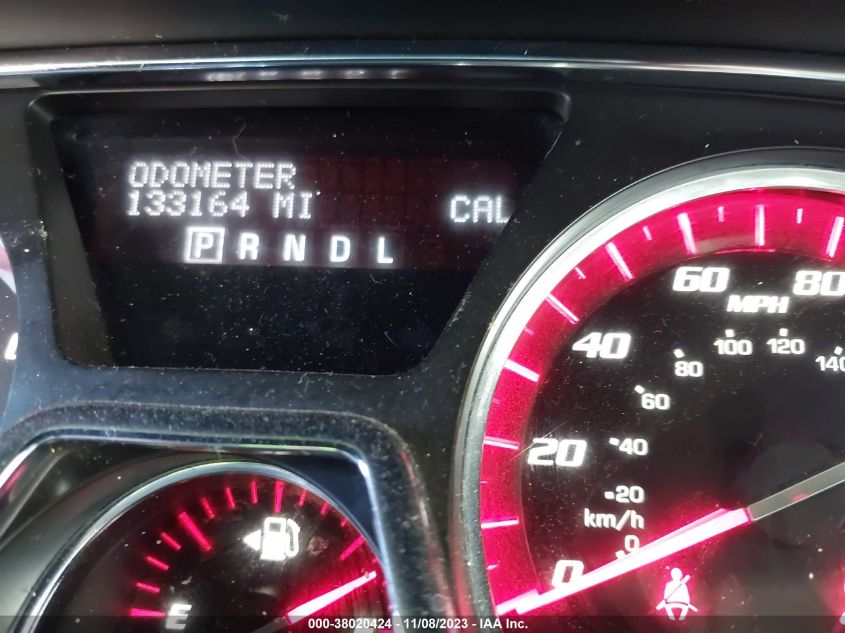 ODOMETER
133164 MI CAL
P R N D L
60 80
MPH
40
100 120
80 140
60
20
40
20
km/h
0
0
E
000-38020424 - 11/08/2023 - IAA Inc.